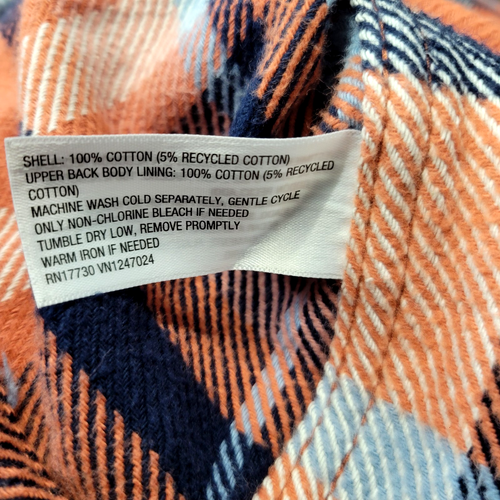 SHELL: 100% COTTON (5% RECYCLED COTTON)
UPPER BACK BODY LINING: 100% COTTON (5% RECYCLED
COTTON)
MACHINE WASH COLD SEPARATELY, GENTLE CYCLE
ONLY NON-CHLORINE BLEACH IF NEEDED
TUMBLE DRY LOW, REMOVE PROMPTLY
WARM IRON IF NEEDED
RN17730 VN1247024